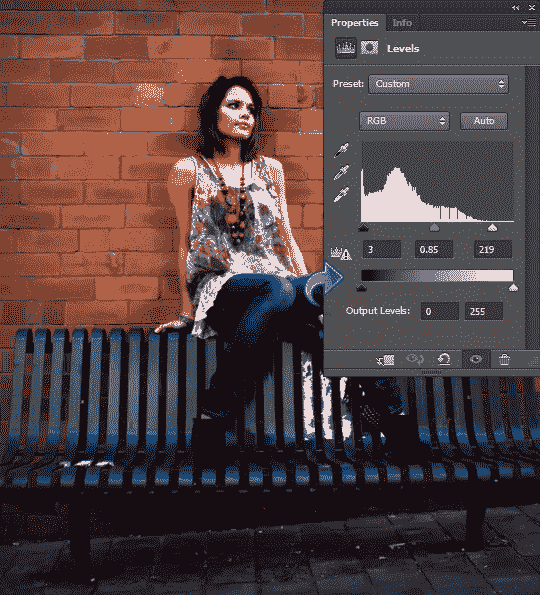 Properties Info
Levels
Preset: Custom
RGB Auto
3 0.85 219
Output Levels: 0 255